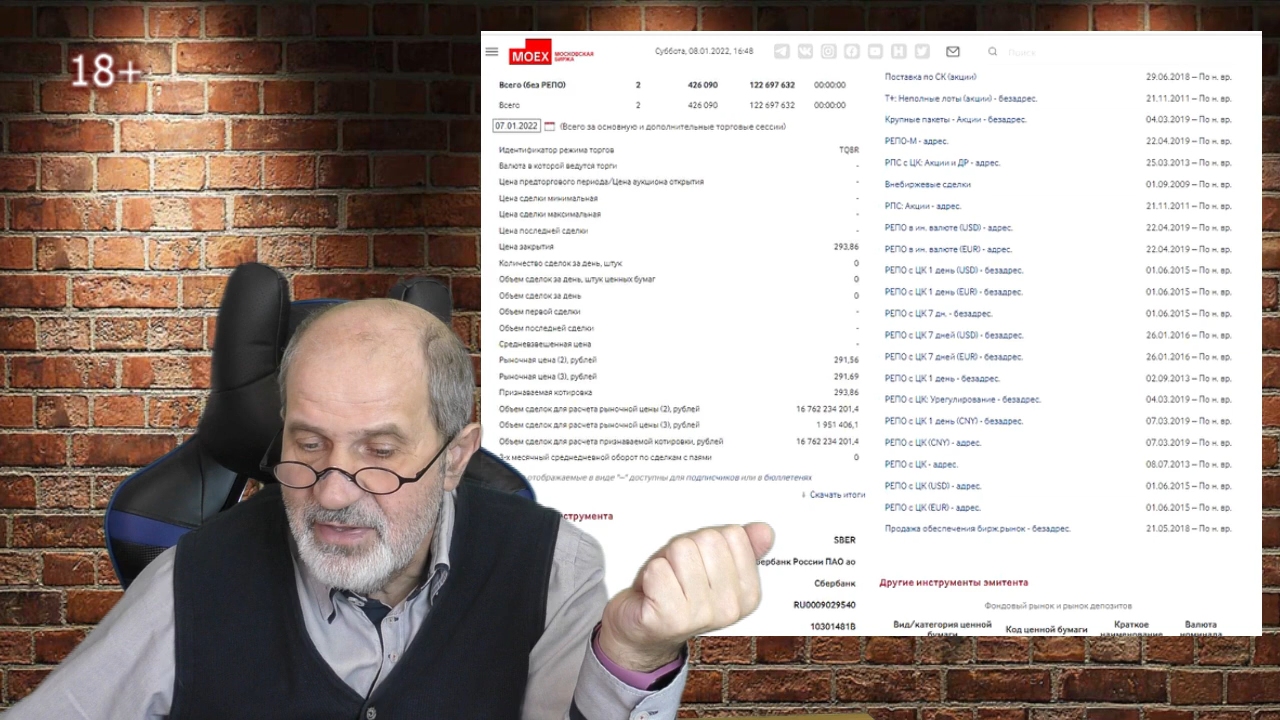 18+
MOEX МОСКОВСКАЯ БИРЖА
Суббота, 08.01.2022, 16:48
Поиск
Всего (без РЕПО) 2 426 090 122 697 632 00:00:00
Всего 2 426 090 122 697 632 00:00:00
07.01.2022 (Всего за основную и дополнительные торговые сессии)
Идентификатор режима торгов TQBR
Валюта в которой ведутся торги -
Цена предторгового периода/Цена аукциона открытия -
Цена сделки минимальная -
Цена сделки максимальная -
Цена последней сделки -
Цена закрытия 293,86
Количество сделок за день, штук 0
Объем сделок за день, штук ценных бумаг 0
Объем сделок за день 0
Объем первой сделки -
Объем последней сделки -
Средневзвешенная цена -
Рыночная цена (2), рублей 291,56
Рыночная цена (3), рублей 291,69
Признаваемая котировка 293,86
Объем сделок для расчета рыночной цены (2), рублей 16 762 234 201,4
Объем сделок для расчета рыночной цены (3), рублей 1 951 406,1
Объем сделок для расчета признаваемой котировки, рублей 16 762 234 201,4
3-х месячный среднедневной оборот по сделкам с паями 0
отображаемые в виде "–" доступны для подписчиков или в бюллетенях
Скачать итоги
струмента
SBER
бербанк России ПАО ао
Сбербанк
RU0009029540
10301481B
Поставка по СК (акции) 29.06.2018 – По н. вр.
T+: Неполные лоты (акции) - безадрес. 21.11.2011 – По н. вр.
Крупные пакеты - Акции - безадрес. 04.03.2019 – По н. вр.
РЕПО-М - адрес. 22.04.2019 – По н. вр.
РПС с ЦК: Акции и ДР - адрес. 25.03.2013 – По н. вр.
Внебиржевые сделки 01.09.2009 – По н. вр.
РПС: Акции - адрес. 21.11.2011 – По н. вр.
РЕПО в ин. валюте (USD) - адрес. 22.04.2019 – По н. вр.
РЕПО в ин. валюте (EUR) - адрес. 22.04.2019 – По н. вр.
РЕПО с ЦК 1 день (USD) - безадрес. 01.06.2015 – По н. вр.
РЕПО с ЦК 1 день (EUR) - безадрес. 01.06.2015 – По н. вр.
РЕПО с ЦК 7 дн. - безадрес. 01.06.2015 – По н. вр.
РЕПО с ЦК 7 дней (USD) - безадрес. 26.01.2016 – По н. вр.
РЕПО с ЦК 7 дней (EUR) - безадрес. 26.01.2016 – По н. вр.
РЕПО с ЦК 1 день - безадрес. 02.09.2013 – По н. вр.
РЕПО с ЦК: Урегулирование - безадрес. 04.03.2019 – По н. вр.
РЕПО с ЦК 1 день (CNY) - безадрес. 07.03.2019 – По н. вр.
РЕПО с ЦК (CNY) - адрес. 07.03.2019 – По н. вр.
РЕПО с ЦК - адрес. 08.07.2013 – По н. вр.
РЕПО с ЦК (USD) - адрес. 01.06.2015 – По н. вр.
РЕПО с ЦК (EUR) - адрес. 01.06.2015 – По н. вр.
Продажа обеспечения бирж.рынок - безадрес. 21.05.2018 – По н. вр.
Другие инструменты эмитента
Фондовый рынок и рынок депозитов
Вид/категория ценной бумаги Код ценной бумаги Краткое наименование Валюта номинала